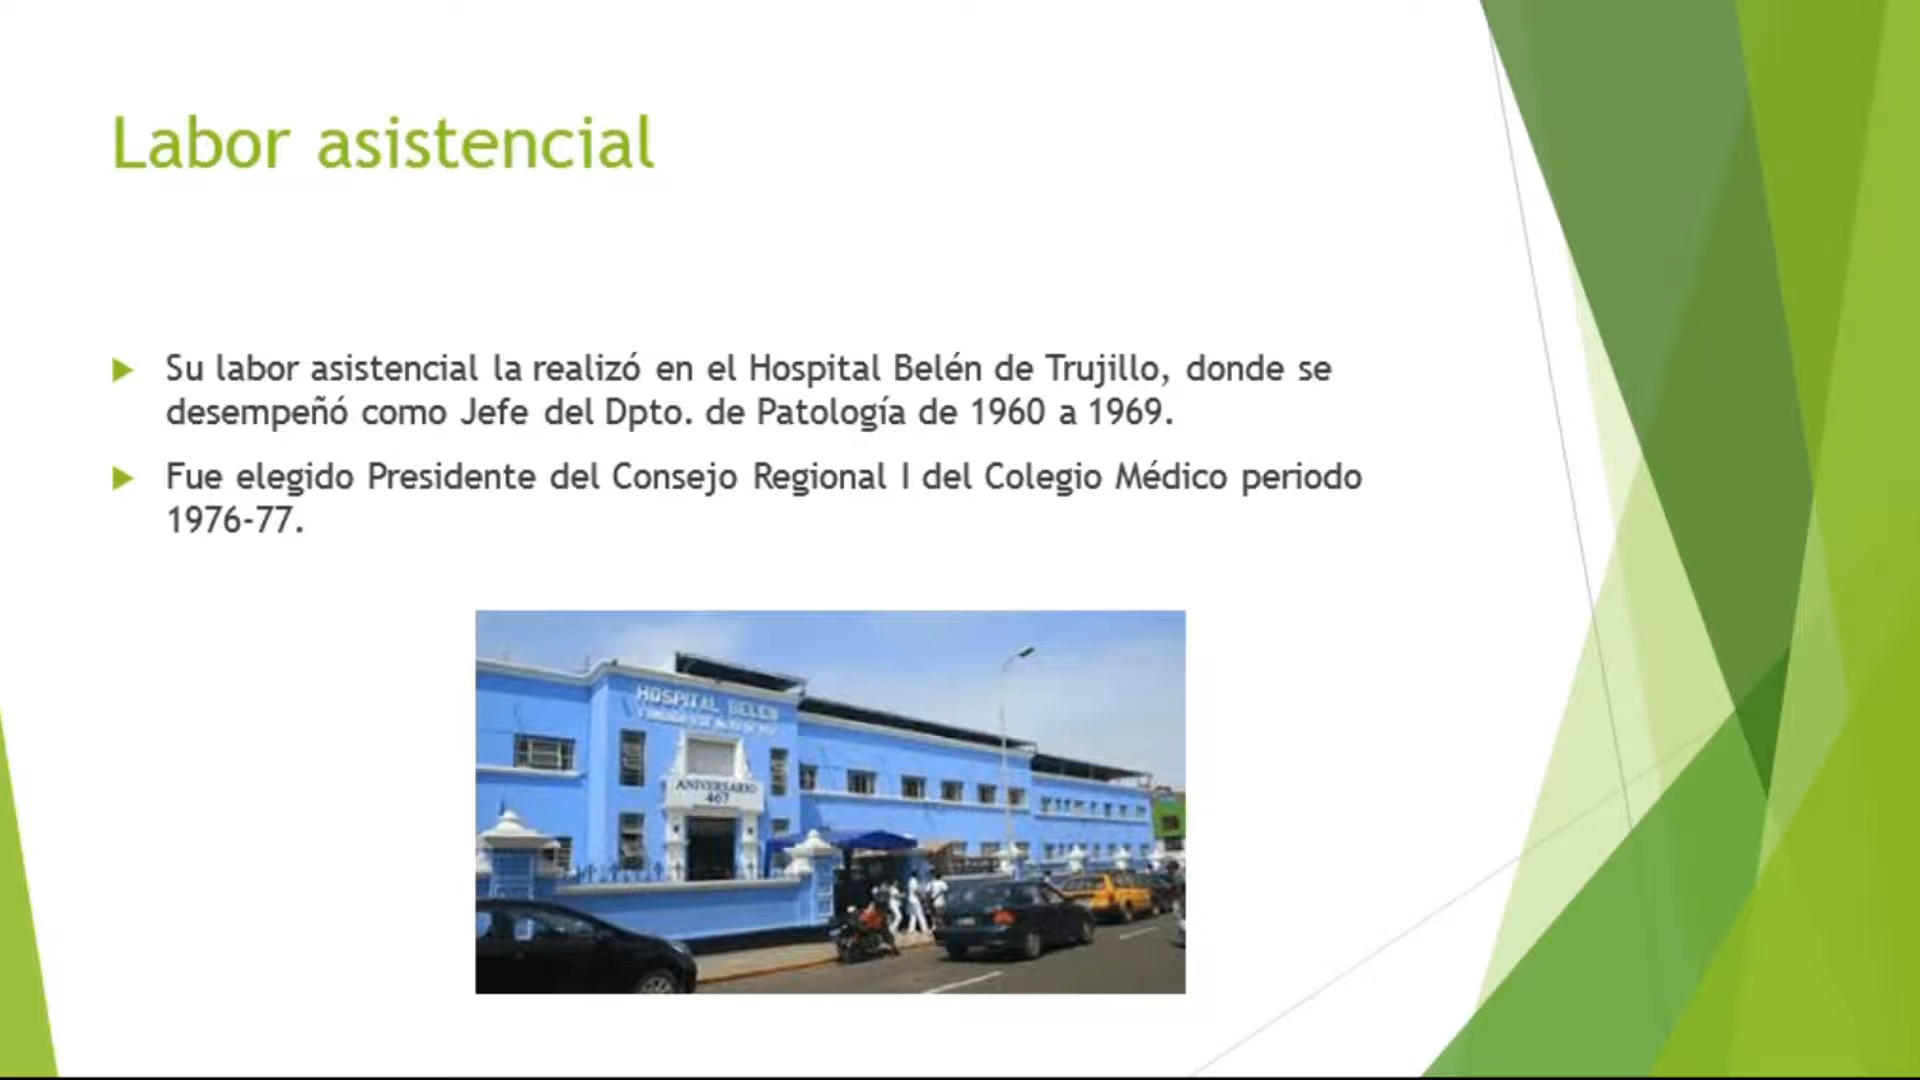 Labor asistencial
Su labor asistencial la realizó en el Hospital Belén de Trujillo, donde se
desempeñó como Jefe del Dpto. de Patología de 1960 a 1969.
Fue elegido Presidente del Consejo Regional I del Colegio Médico periodo
1976-77.
HOSPITAL BELEN
ANIVERSARIO
467